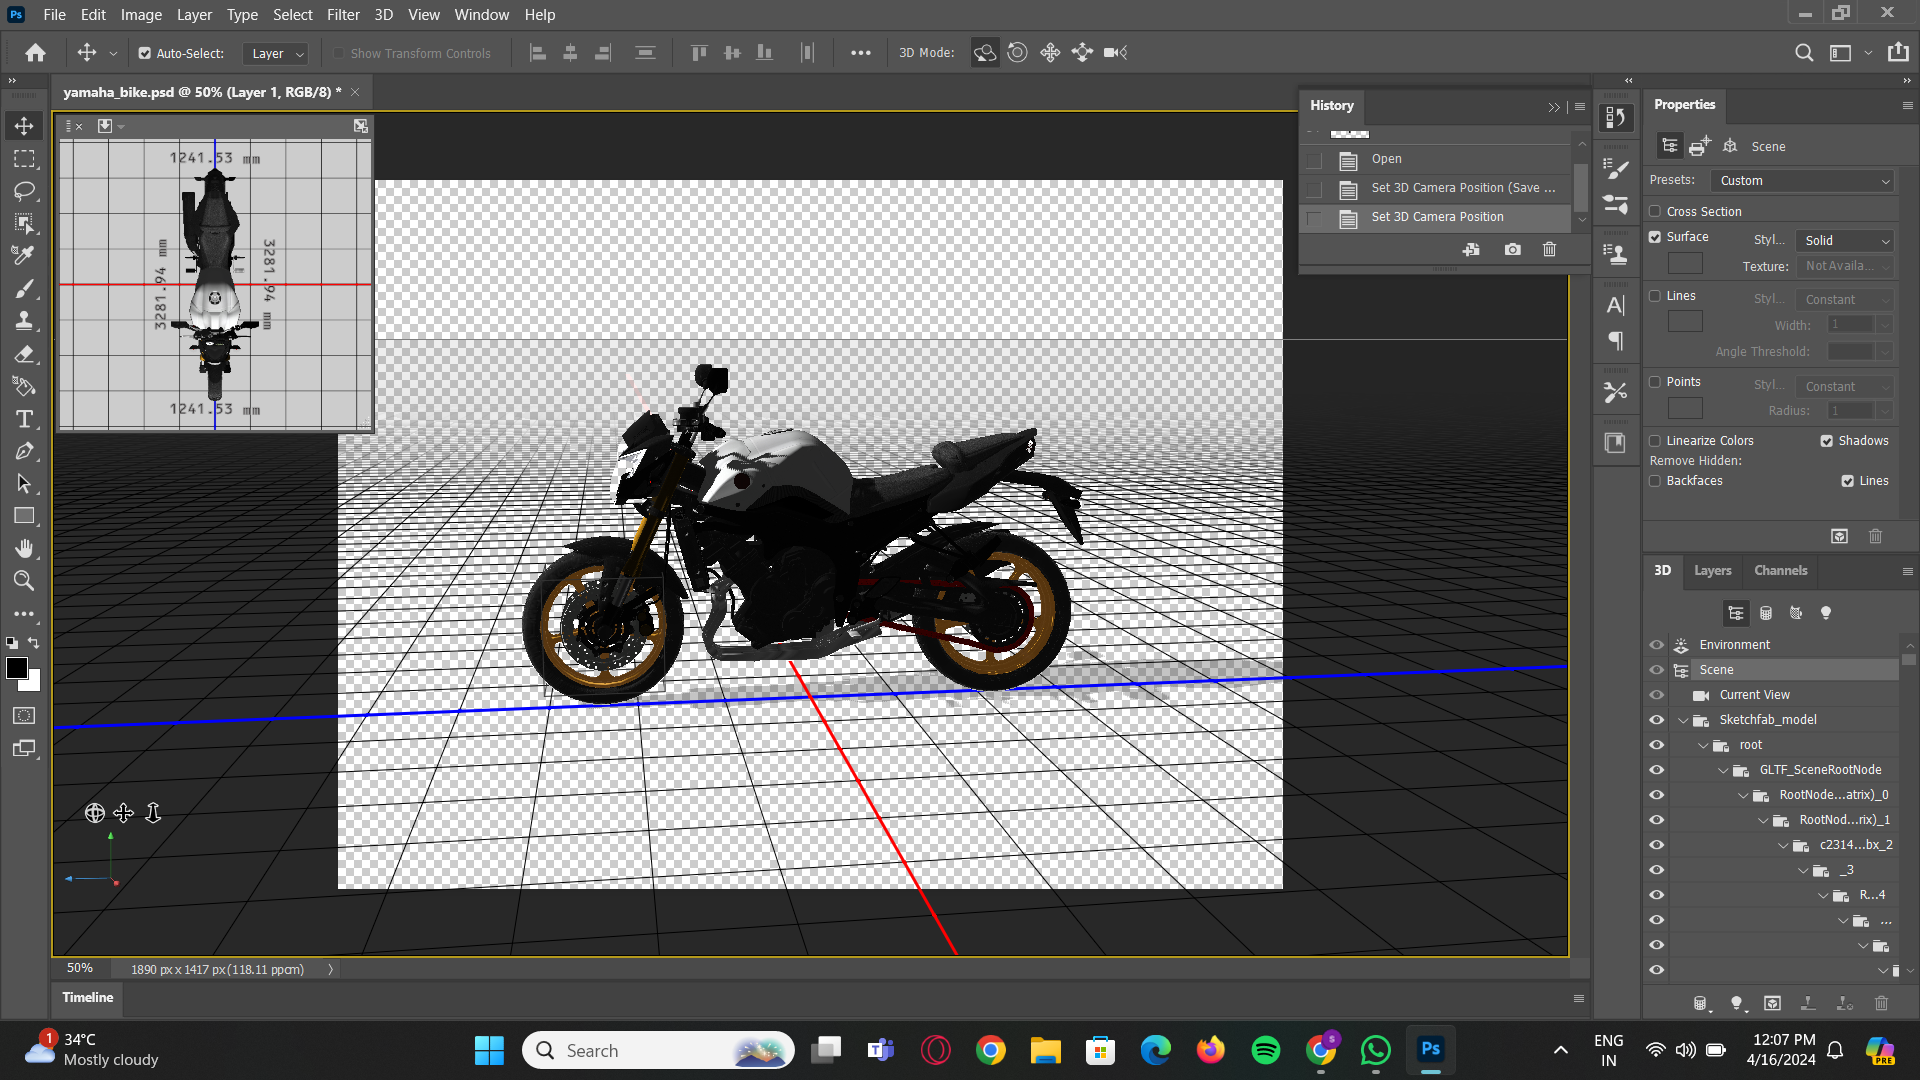 Ps File Edit Image Layer Type Select Filter 3D View Window Help
Auto-Select: Layer Show Transform Controls 3D Mode:
yamaha_bike.psd @ 50% (Layer 1, RGB/8) *
1241.53 mm
3281.94 mm
3281.94 mm
1241.53 mm
History
Open
Set 3D Camera Position (Save ...
Set 3D Camera Position
Properties
Scene
Presets: Custom
Cross Section
Surface Styl... Solid
Texture: Not Availa...
Lines Styl... Constant
Width: 1
Angle Threshold:
Points Styl... Constant
Radius: 1
Linearize Colors Shadows
Remove Hidden:
Backfaces Lines
3D Layers Channels
Environment
Scene
Current View
Sketchfab_model
root
GLTF_SceneRootNode
RootNode...atrix)_0
RootNod...rix)_1
c2314...bx_2
_3
R...4
...
50% 1890 px x 1417 px (118.11 ppcm)
Timeline
1 34°C
Mostly cloudy
Search
S
Ps
ENG
IN
12:07 PM
4/16/2024
PRE